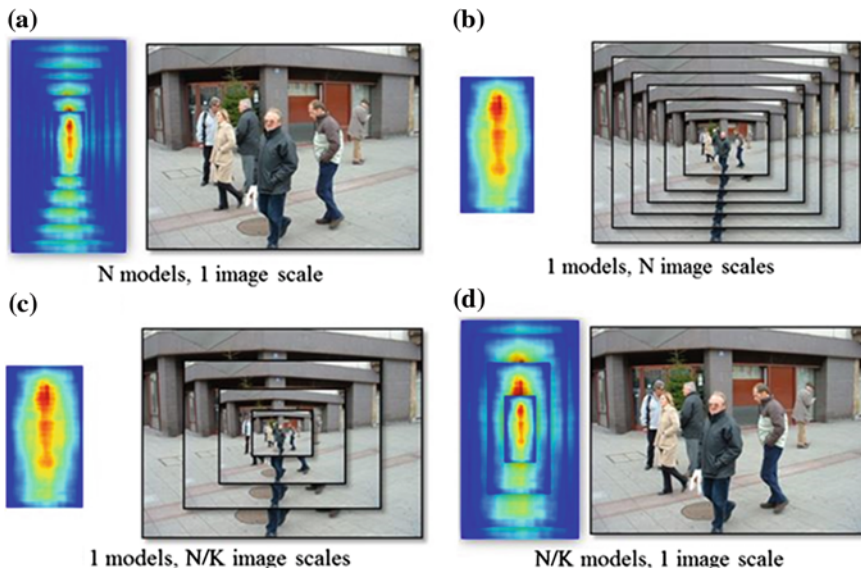 (a)
(b)
N models, 1 image scale
1 models, N image scales
(c)
(d)
1 models, N/K image scales
N/K models, 1 image scale